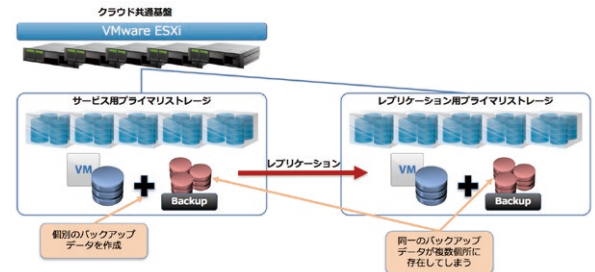 クラウド共通基盤
VMware ESXi
サービス用プライマリストレージ
レプリケーション用プライマリストレージ
VM
Backup
レプリケーション
VM
Backup
個別のバックアップ
データを作成
同一のバックアップ
データが複数個所に
存在してしまう